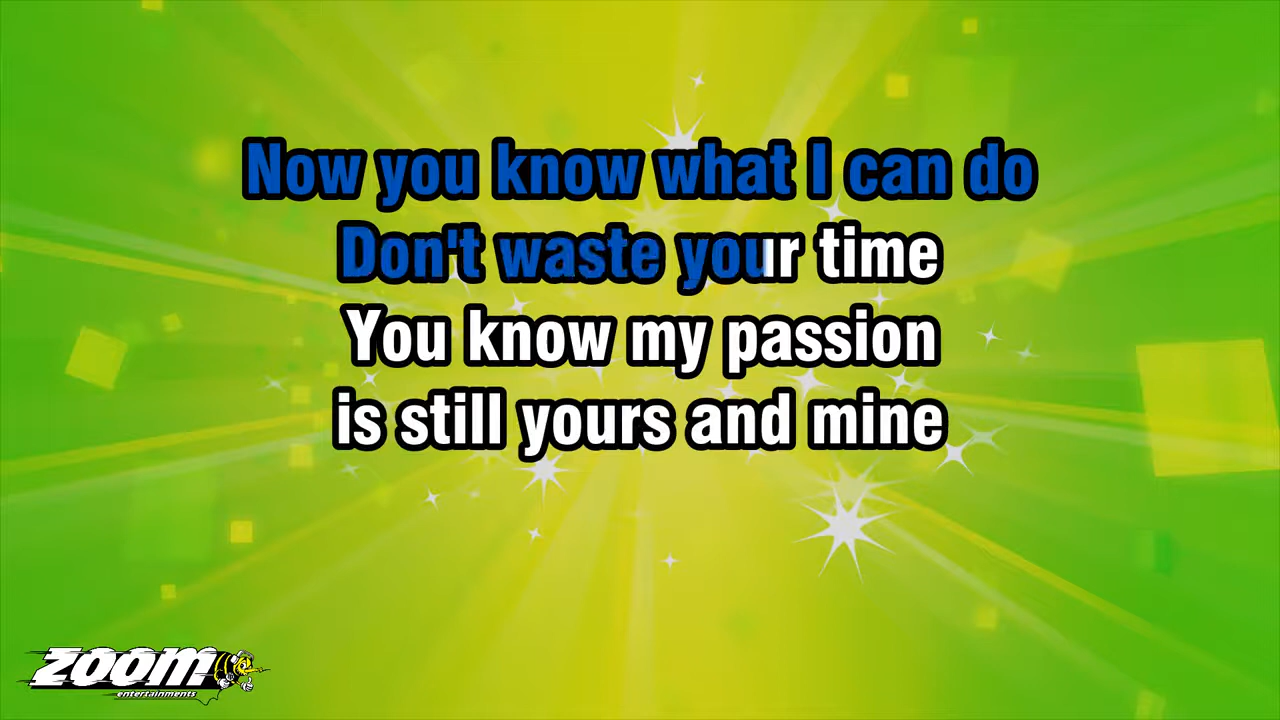 Now you know what I can do
Don't waste your time
You know my passion
is still yours and mine
ZOOM
entertainments